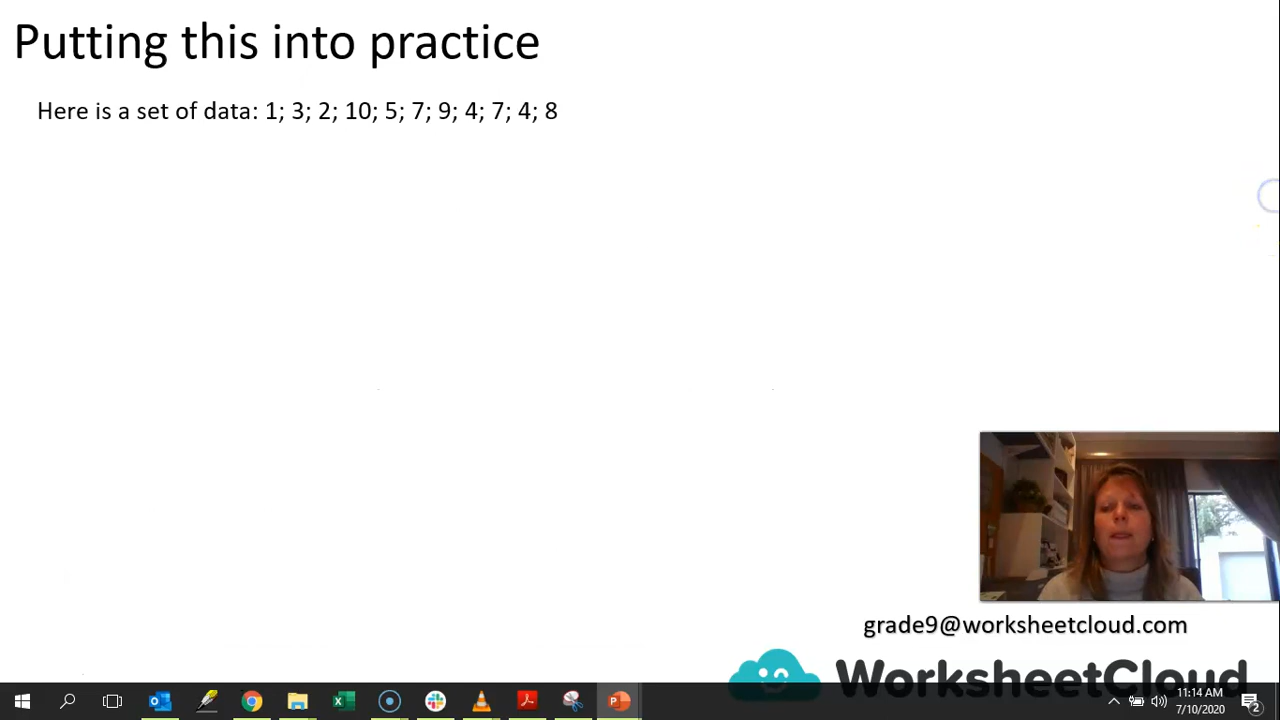 Putting this into practice
Here is a set of data: 1; 3; 2; 10; 5; 7; 9; 4; 7; 4; 8
grade9@worksheetcloud.com
WorksheetCloud
11:14 AM
7/10/2020
2